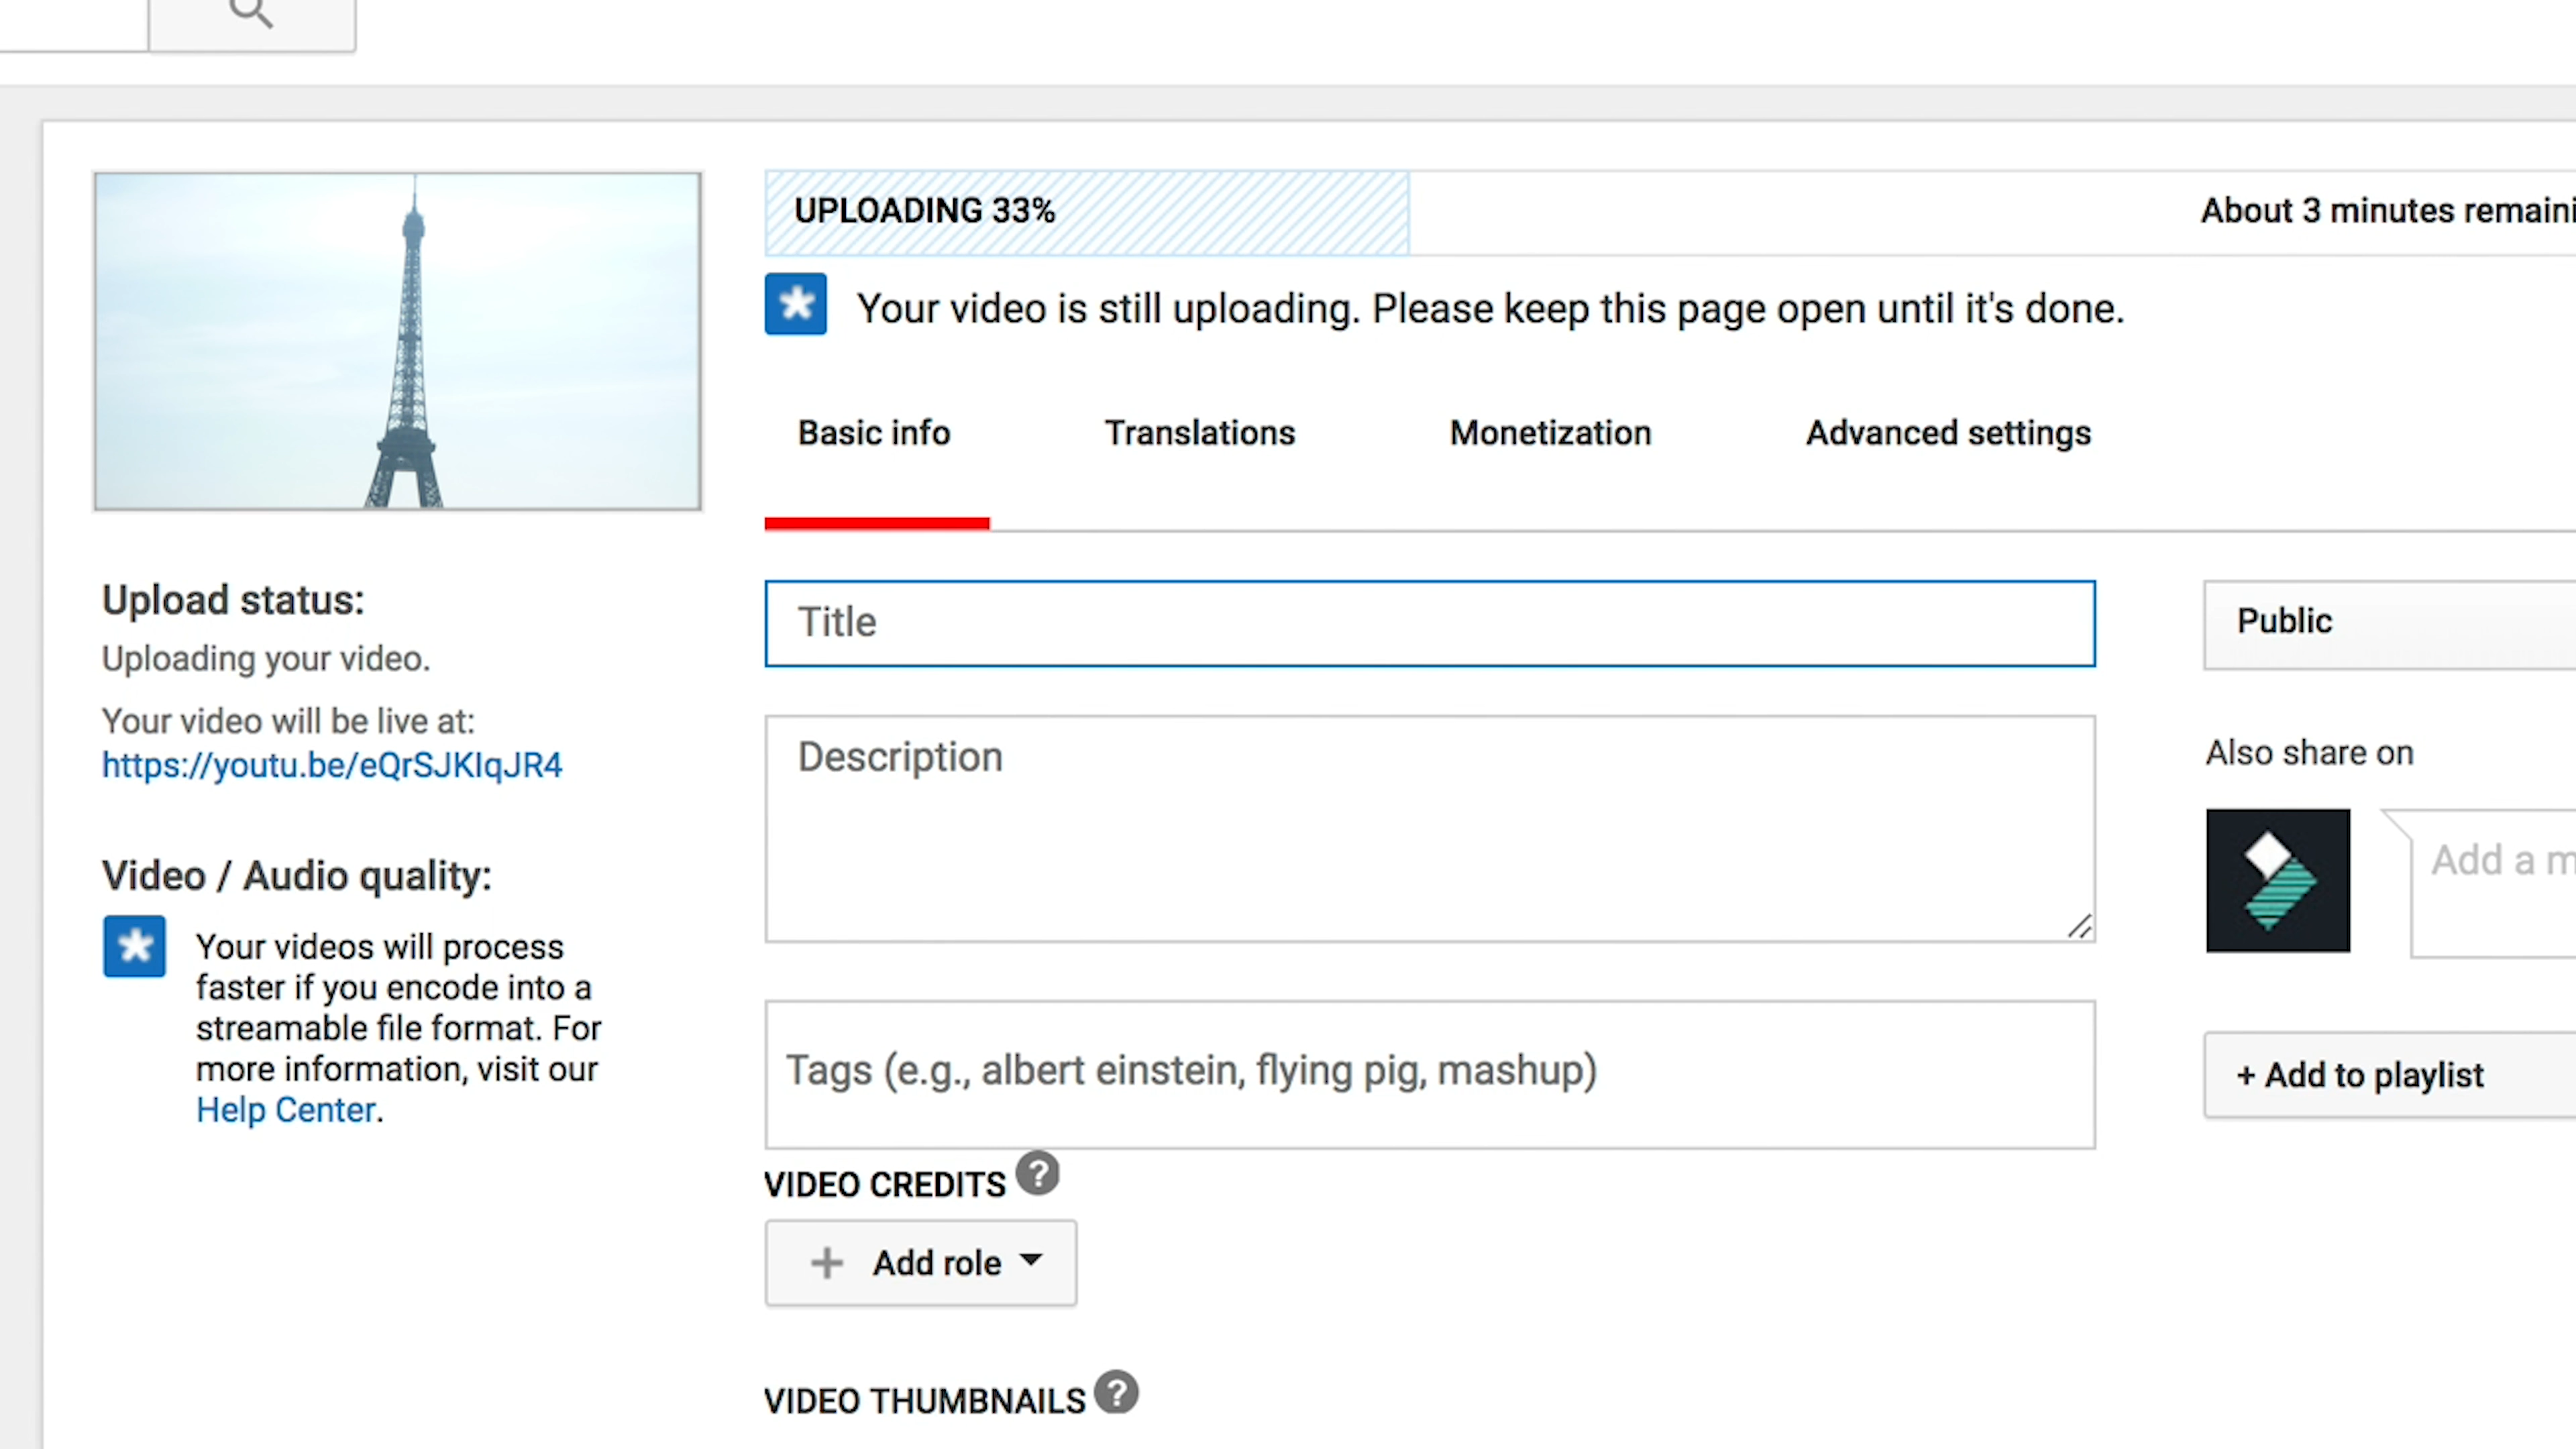 UPLOADING 33%
About 3 minutes
Your video is still uploading. Please keep this page open until it's done.
Basic info
Translations
Monetization
Advanced settings
Upload status:
Uploading your video.
Your video will be live at:
https://youtu.be/eQrSJKIqJR4
Video / Audio quality:
Your videos will process
faster if you encode into a
streamable file format. For
more information, visit our
Help Center.
Title
Description
Tags (e.g., albert einstein, flying pig, mashup)
VIDEO CREDITS
Add role
VIDEO THUMBNAILS
Public
Also share on
Add a
+ Add to playlist